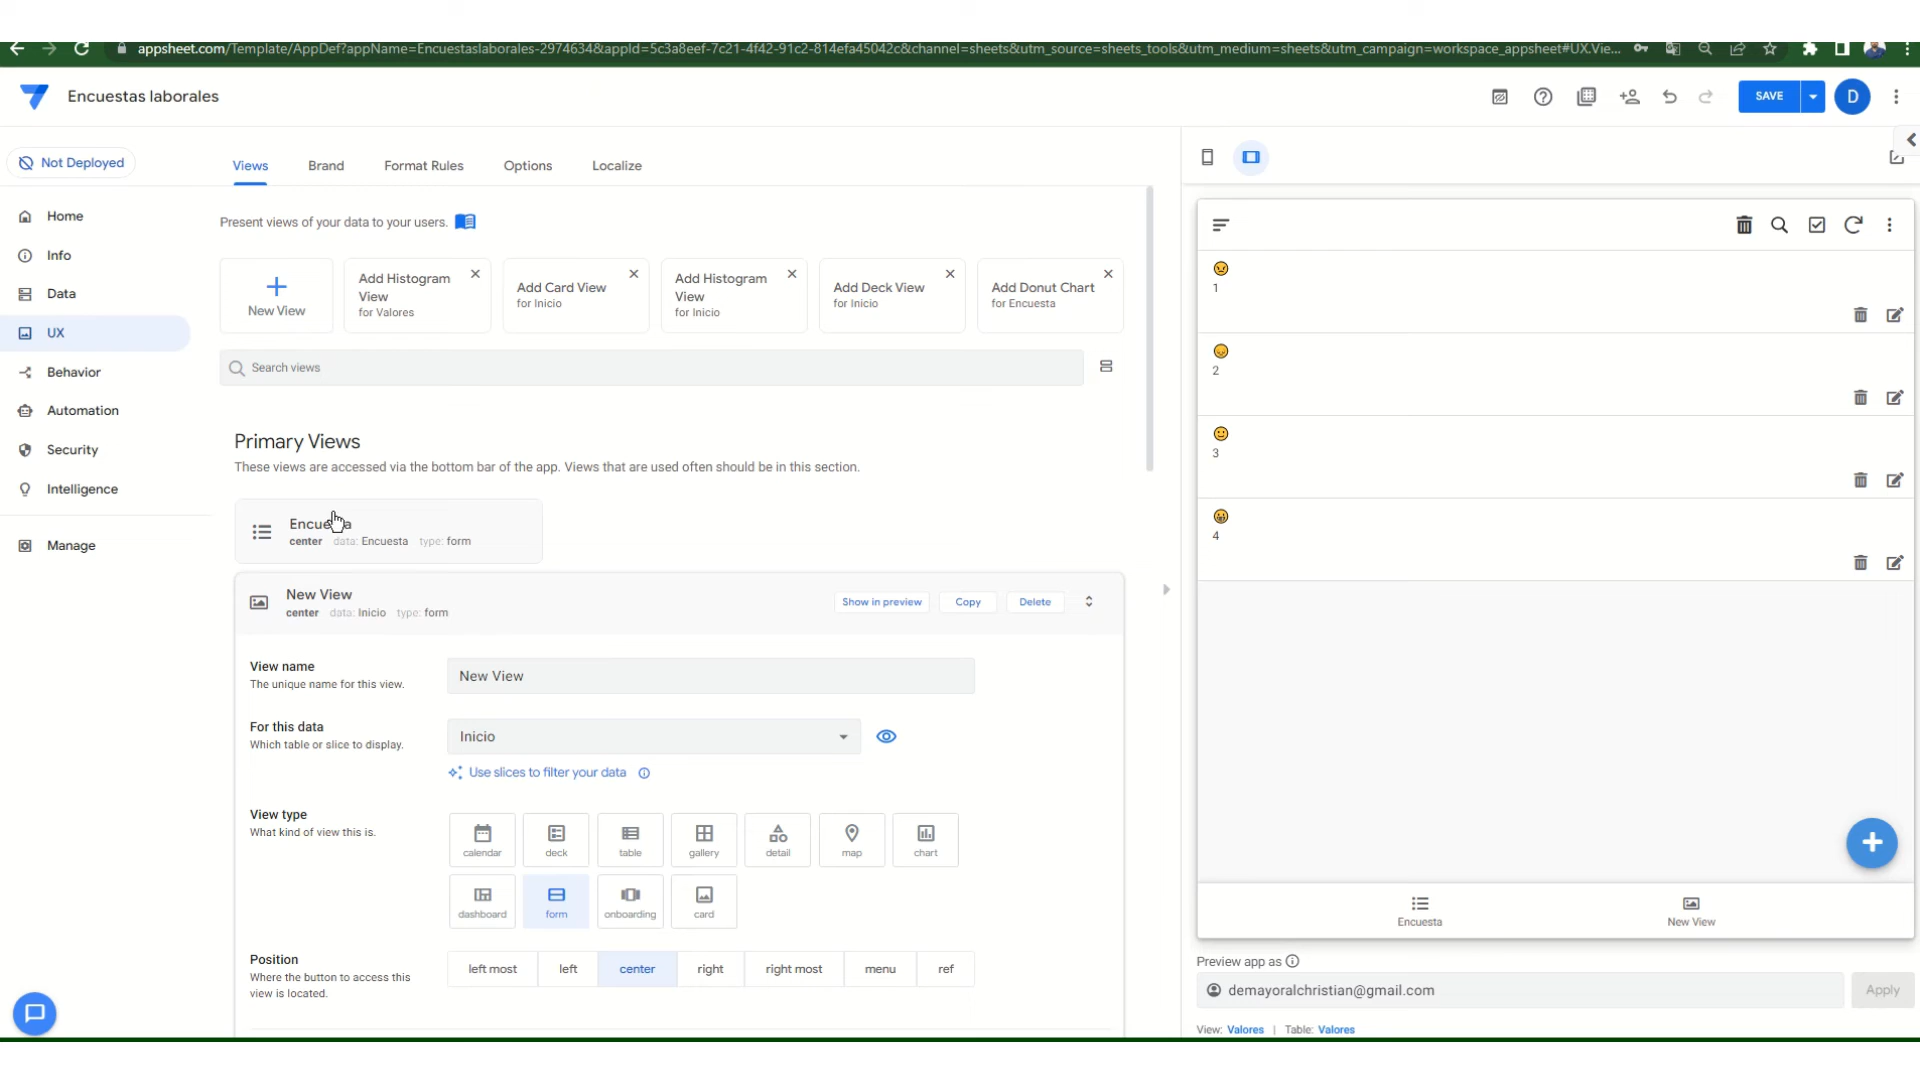 appsheet.com/Template/AppDef?appName=Encuestaslaborales-2974634&appId=5c3a8eef-7c21-4f42-91c2-814efa45042c&channel=sheets&utm_source=sheets_tools&utm_medium=sheets&utm_campaign=workspace_appsheet#UX.Vie...
Encuestas laborales
SAVE
D
Not Deployed
Home
Info
Data
UX
Behavior
Automation
Security
Intelligence
Manage
Views
Brand
Format Rules
Options
Localize
Present views of your data to your users.
New View
Add Histogram
View
for Valores
Add Card View
for Inicio
Add Histogram
View
for Inicio
Add Deck View
for Inicio
Add Donut Chart
for Encuesta
Search views
Primary Views
These views are accessed via the bottom bar of the app. Views that are used often should be in this section.
Encuesta
center data: Encuesta type: form
New View
center data: Inicio type: form
Show in preview
Copy
Delete
View name
The unique name for this view.
New View
For this data
Which table or slice to display.
Inicio
Use slices to filter your data
View type
What kind of view this is.
calendar
deck
table
gallery
detail
map
chart
dashboard
form
onboarding
card
Position
Where the button to access this
view is located.
left most
left
center
right
right most
menu
ref
1
2
3
4
Encuesta
New View
Preview app as
demayoralchristian@gmail.com
Apply
View: Valores | Table: Valores